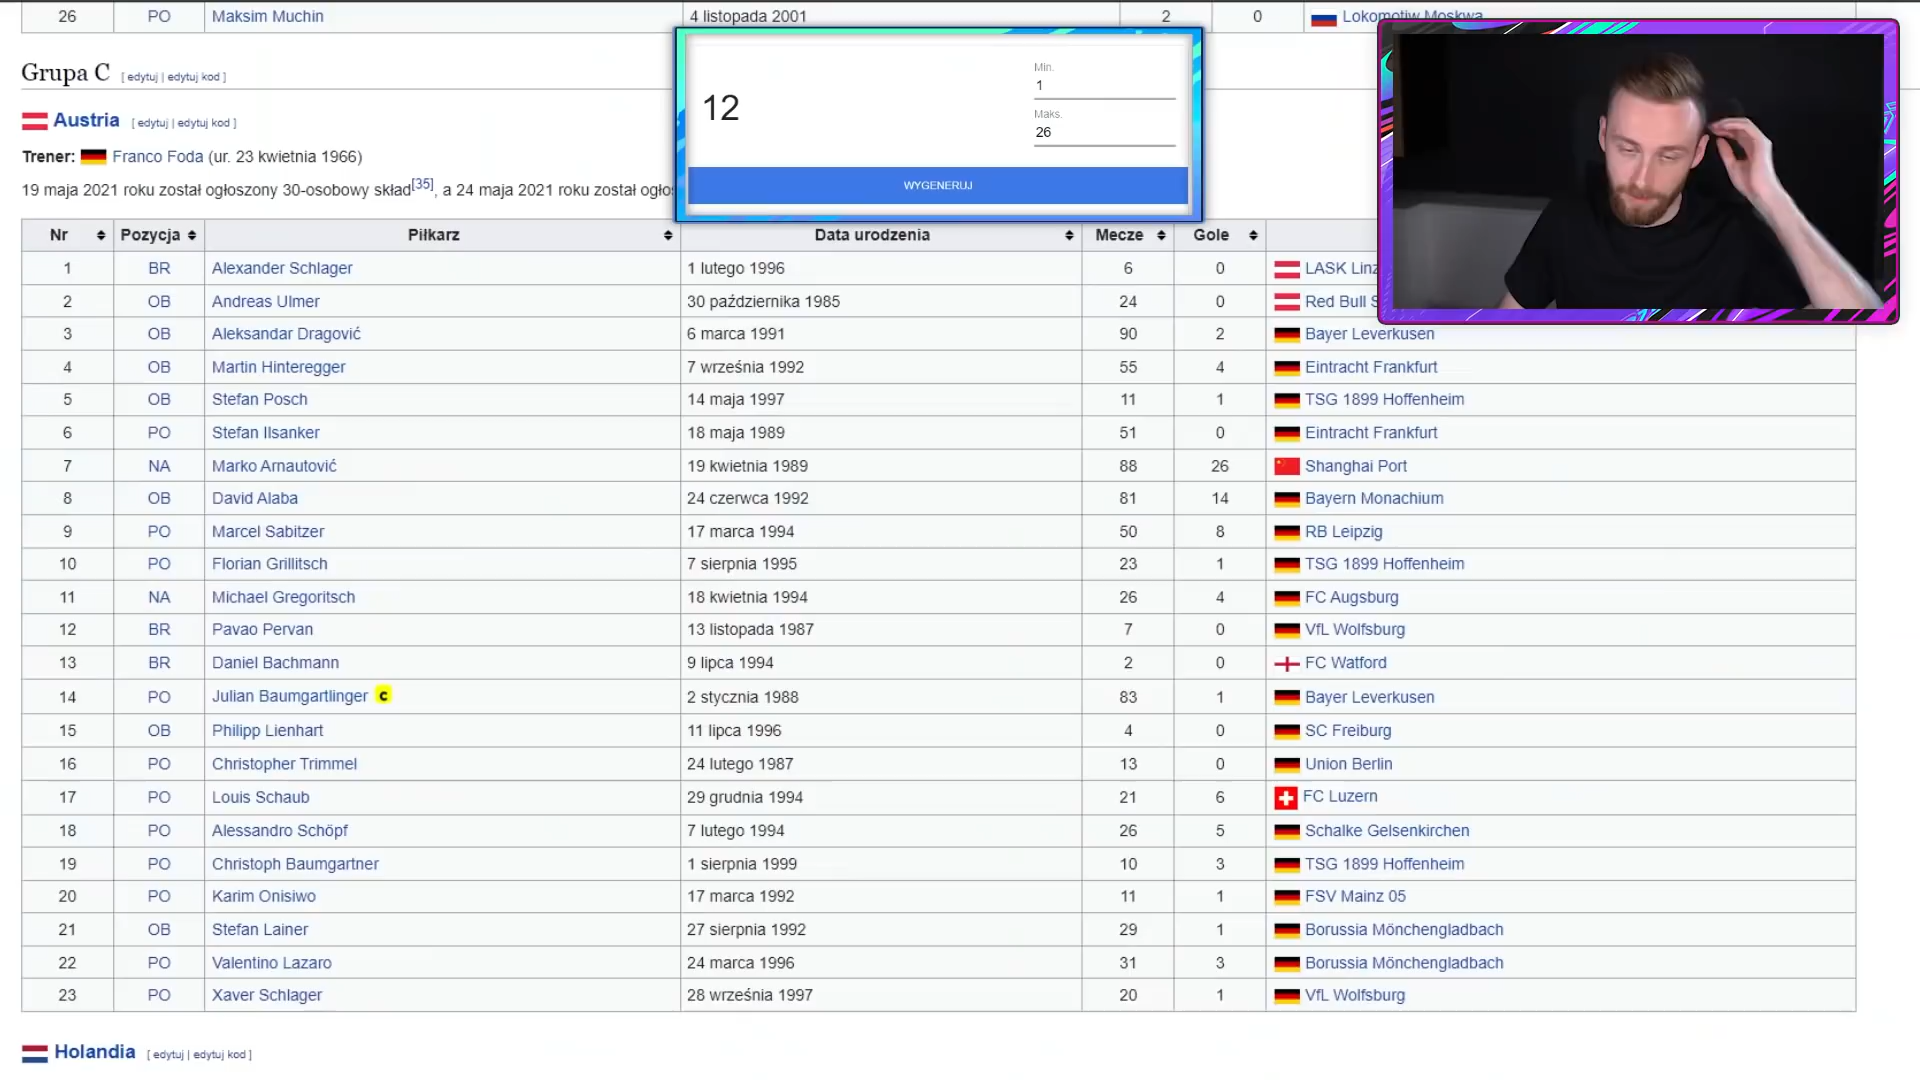 26 PO Maksim Muchin 4 listopada 2001 2 0 Lokomotiw Moskwa
Grupa C [ edytuj | edytuj kod ]
12
Min.
1
Maks.
26
WYGENERUJ
Austria [ edytuj | edytuj kod ]
Trener: Franco Foda (ur. 23 kwietnia 1966)
19 maja 2021 roku został ogłoszony 30-osobowy skład[35], a 24 maja 2021 roku został ogło
Nr Pozycja Piłkarz Data urodzenia Mecze Gole
1 BR Alexander Schlager 1 lutego 1996 6 0 LASK Linz
2 OB Andreas Ulmer 30 października 1985 24 0 Red Bull S
3 OB Aleksandar Dragović 6 marca 1991 90 2 Bayer Leverkusen
4 OB Martin Hinteregger 7 września 1992 55 4 Eintracht Frankfurt
5 OB Stefan Posch 14 maja 1997 11 1 TSG 1899 Hoffenheim
6 PO Stefan Ilsanker 18 maja 1989 51 0 Eintracht Frankfurt
7 NA Marko Arnautović 19 kwietnia 1989 88 26 Shanghai Port
8 OB David Alaba 24 czerwca 1992 81 14 Bayern Monachium
9 PO Marcel Sabitzer 17 marca 1994 50 8 RB Leipzig
10 PO Florian Grillitsch 7 sierpnia 1995 23 1 TSG 1899 Hoffenheim
11 NA Michael Gregoritsch 18 kwietnia 1994 26 4 FC Augsburg
12 BR Pavao Pervan 13 listopada 1987 7 0 VfL Wolfsburg
13 BR Daniel Bachmann 9 lipca 1994 2 0 FC Watford
14 PO Julian Baumgartlinger c 2 stycznia 1988 83 1 Bayer Leverkusen
15 OB Philipp Lienhart 11 lipca 1996 4 0 SC Freiburg
16 PO Christopher Trimmel 24 lutego 1987 13 0 Union Berlin
17 PO Louis Schaub 29 grudnia 1994 21 6 FC Luzern
18 PO Alessandro Schöpf 7 lutego 1994 26 5 Schalke Gelsenkirchen
19 PO Christoph Baumgartner 1 sierpnia 1999 10 3 TSG 1899 Hoffenheim
20 PO Karim Onisiwo 17 marca 1992 11 1 FSV Mainz 05
21 OB Stefan Lainer 27 sierpnia 1992 29 1 Borussia Mönchengladbach
22 PO Valentino Lazaro 24 marca 1996 31 3 Borussia Mönchengladbach
23 PO Xaver Schlager 28 września 1997 20 1 VfL Wolfsburg
Holandia [ edytuj | edytuj kod ]